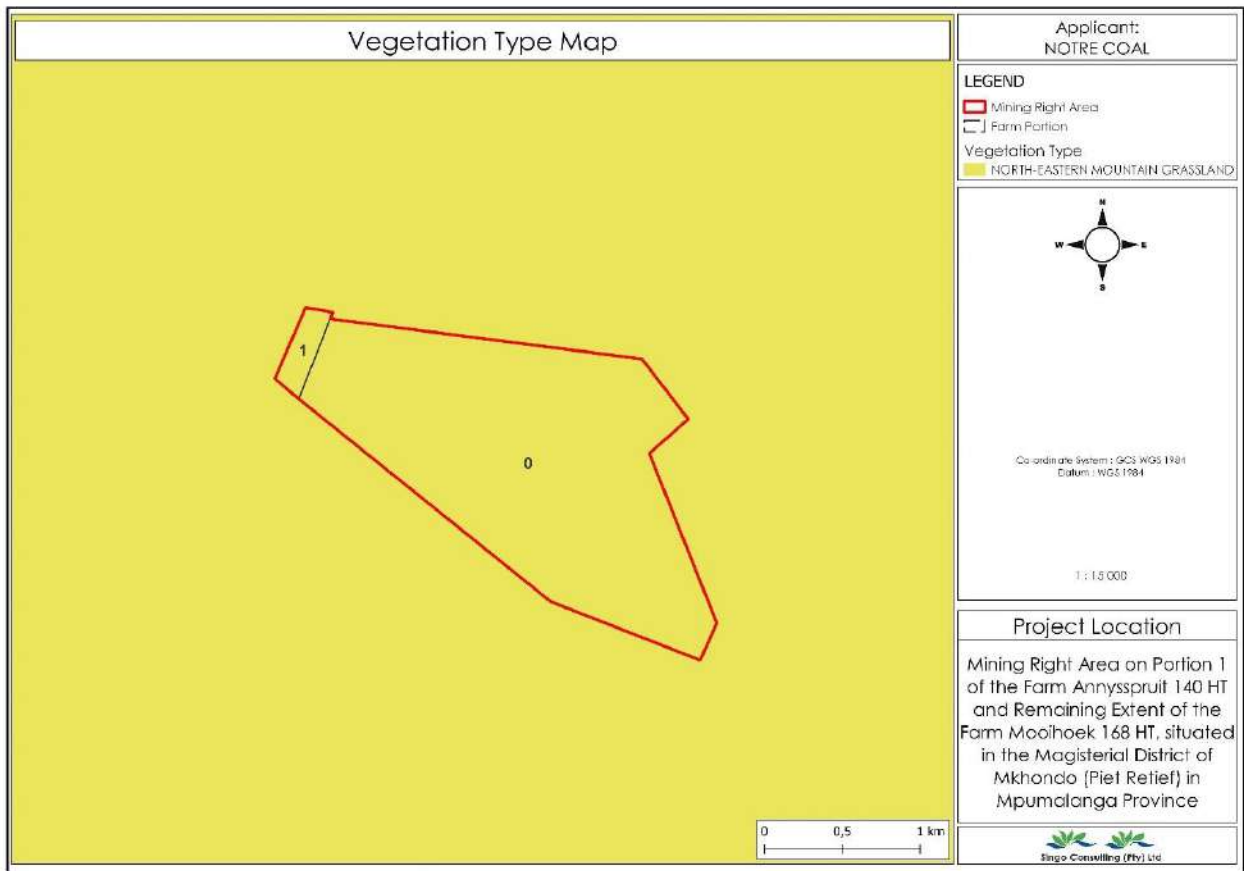 Vegetation Type Map
1
0
0 0,5 1 km
Applicant:
NOTRE COAL
LEGEND
Mining Right Area
Farm Portion
Vegetation Type
NORTH-EASTERN MOUNTAIN GRASSLAND
N
W E
S
Co-ordinate System : GCS WGS 1984
Datum : WGS 1984
1 : 15 000
Project Location
Mining Right Area on Portion 1
of the Farm Annysspruit 140 HT
and Remaining Extent of the
Farm Mooihoek 168 HT, situated
in the Magisterial District of
Mkhondo (Piet Retief) in
Mpumalanga Province
Singo Consulting (Pty) Ltd